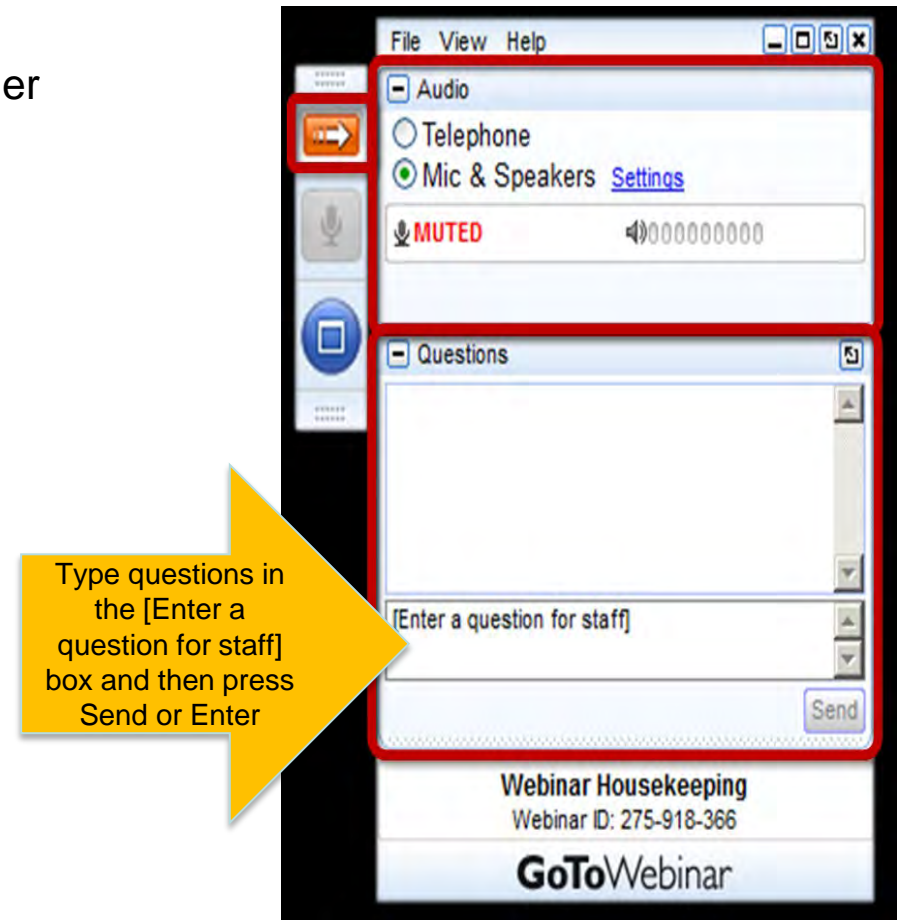 er
File View Help
Audio
Telephone
Mic & Speakers Settings
MUTED 000000000
Questions
[Enter a question for staff]
Send
Type questions in
the [Enter a
question for staff]
box and then press
Send or Enter
Webinar Housekeeping
Webinar ID: 275-918-366
GoToWebinar